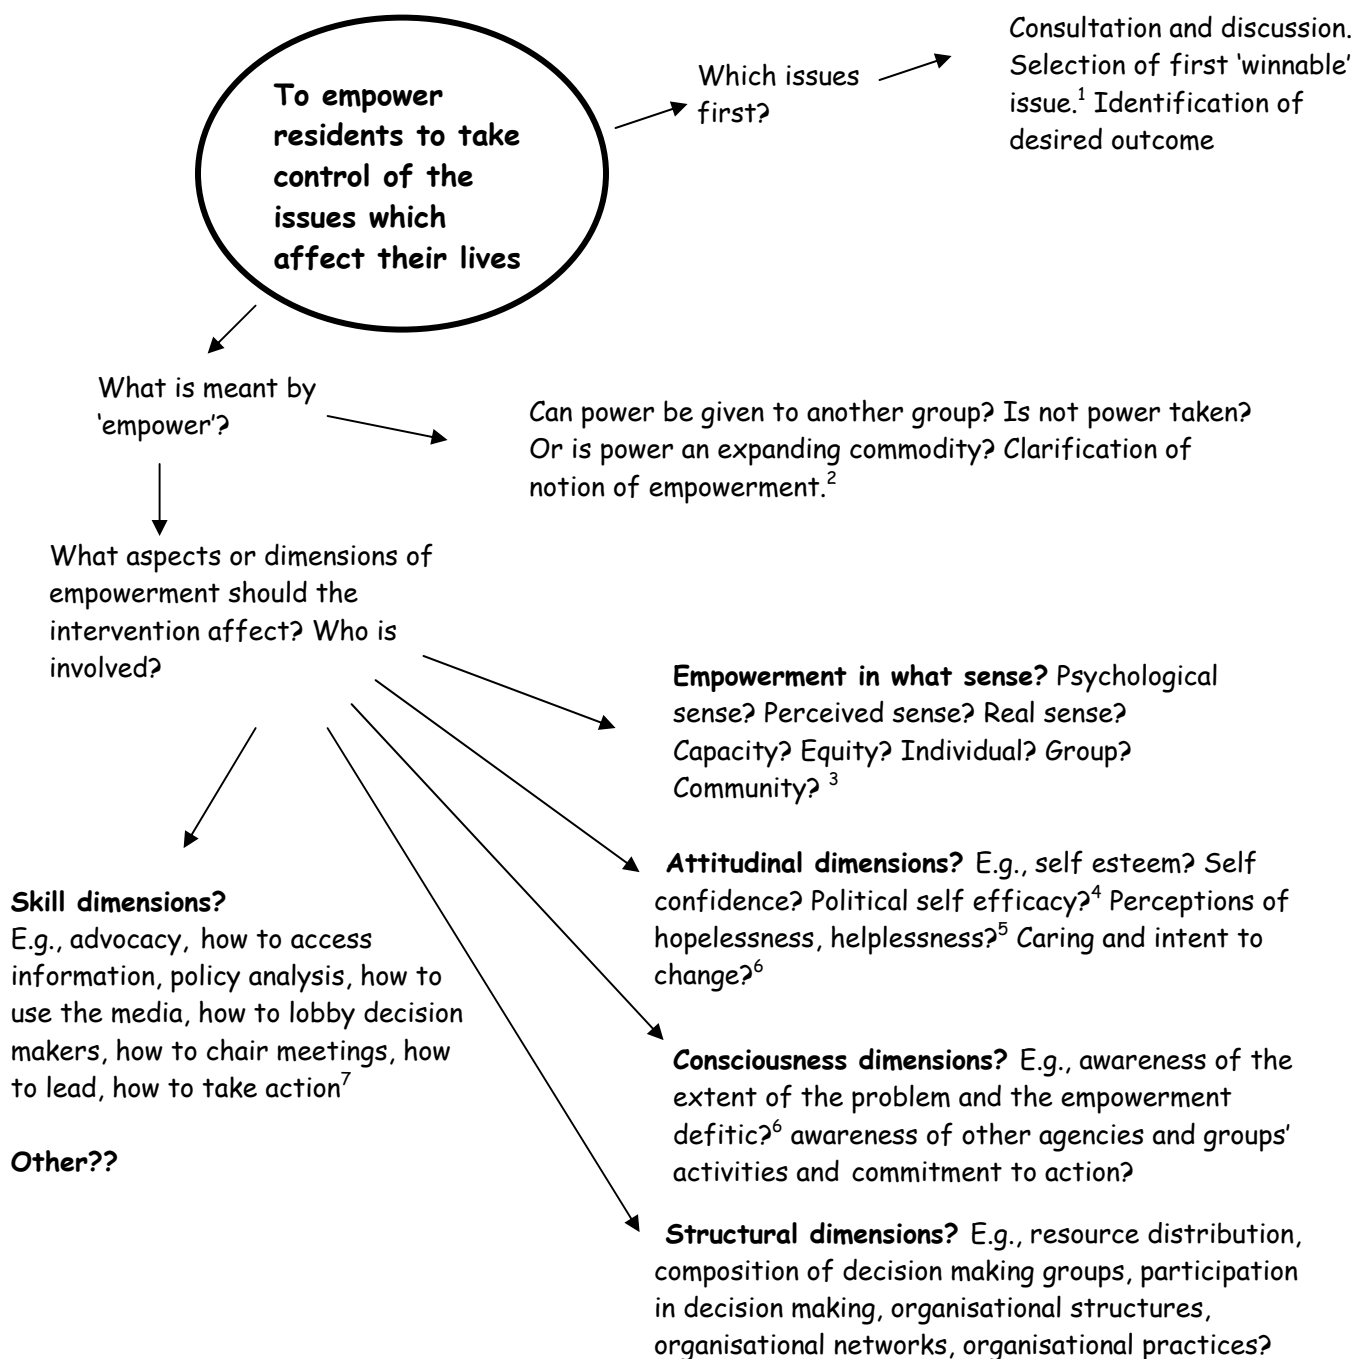 To empower
residents to take
control of the
issues which
affect their lives
Which issues
first?
Consultation and discussion.
Selection of first ‘winnable’
issue.1 Identification of
desired outcome
What is meant by
‘empower’?
Can power be given to another group? Is not power taken?
Or is power an expanding commodity? Clarification of
notion of empowerment.2
What aspects or dimensions of
empowerment should the
intervention affect? Who is
involved?
Empowerment in what sense? Psychological
sense? Perceived sense? Real sense?
Capacity? Equity? Individual? Group?
Community? 3
Attitudinal dimensions? E.g., self esteem? Self
confidence? Political self efficacy?4 Perceptions of
hopelessness, helplessness?5 Caring and intent to
change?6
Consciousness dimensions? E.g., awareness of the
extent of the problem and the empowerment
defitic?6 awareness of other agencies and groups’
activities and commitment to action?
Structural dimensions? E.g., resource distribution,
composition of decision making groups, participation
in decision making, organisational structures,
organisational networks, organisational practices?
Skill dimensions?
E.g., advocacy, how to access
information, policy analysis, how to
use the media, how to lobby decision
makers, how to chair meetings, how
to lead, how to take action7
Other??